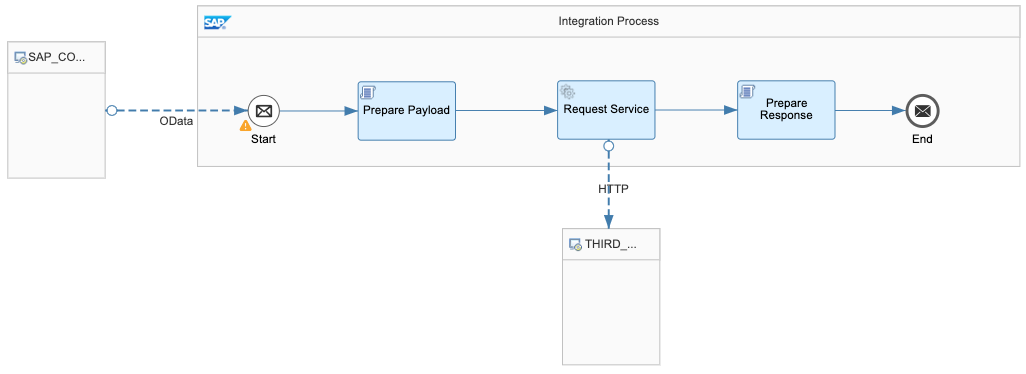 SAP
Integration Process
SAP_CO...
OData
Start
Prepare Payload
Request Service
Prepare
Response
End
HTTP
THIRD_...